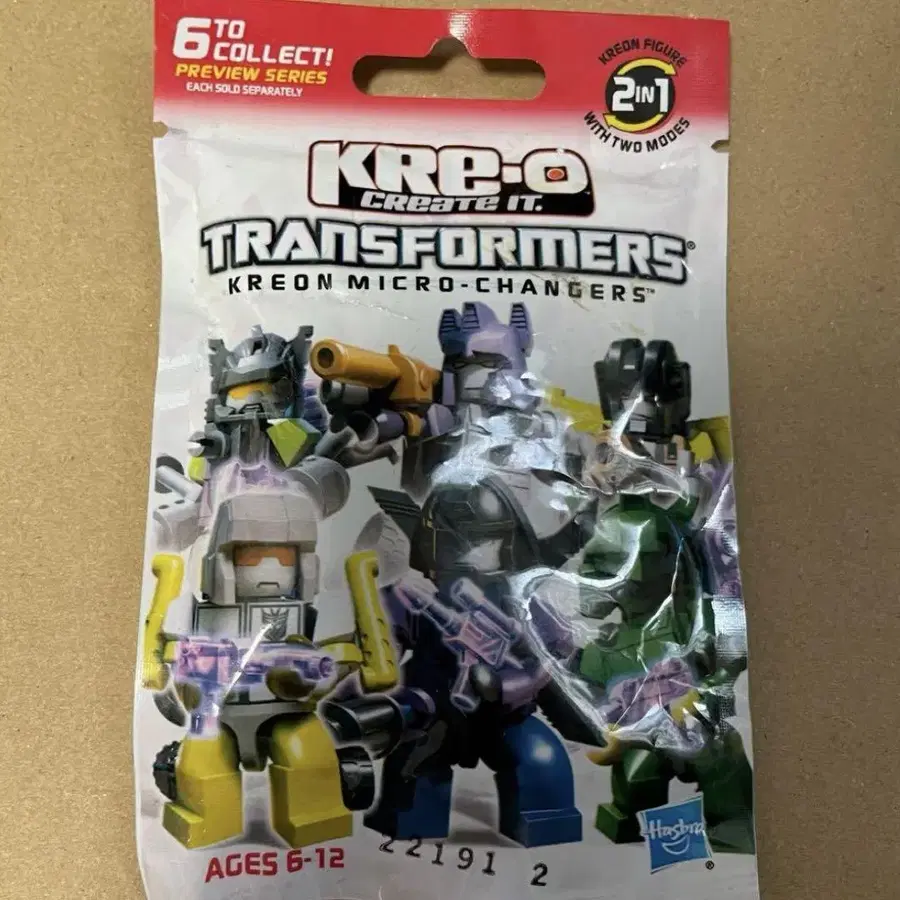 6 TO COLLECT!
PREVIEW SERIES
EACH SOLD SEPARATELY
KREON FIGURE
2 IN 1
WITH TWO MODES
KRE-O
CREATE IT.
TRANSFORMERS®
KREON MICRO-CHANGERS™
AGES 6-12
22191 2
Hasbro
®